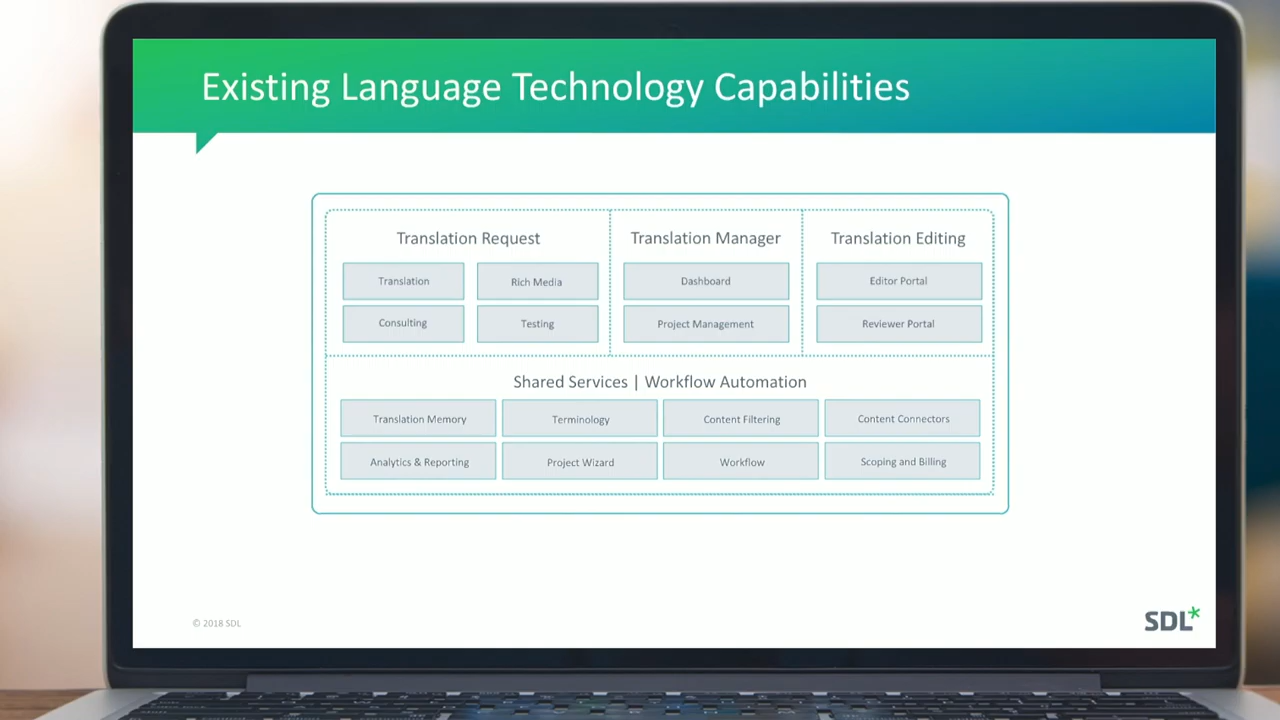 Existing Language Technology Capabilities
Translation Request
Translation
Rich Media
Consulting
Testing
Translation Manager
Dashboard
Project Management
Translation Editing
Editor Portal
Reviewer Portal
Shared Services | Workflow Automation
Translation Memory
Terminology
Content Filtering
Content Connectors
Analytics & Reporting
Project Wizard
Workflow
Scoping and Billing
© 2018 SDL
SDL*